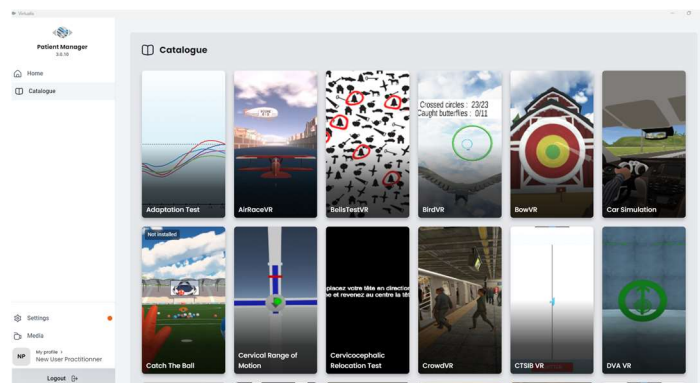 Virtualis
Patient Manager
3.0.19
Home
Catalogue
Settings
Media
NP
My profile ›
New User Practitionner
Logout
Catalogue
Adaptation Test
AirRaceVR
BellsTestVR
Crossed circles : 23/23
Caught butterflies : 0/11
BirdVR
BowVR
Car Simulation
Not installed
Catch The Ball
Cervical Range of
Motion
placez votre tête en direction
e et revenez au centre la têt
Cervicocephalic
Relocation Test
CrowdVR
CTSIB VR
DVA VR